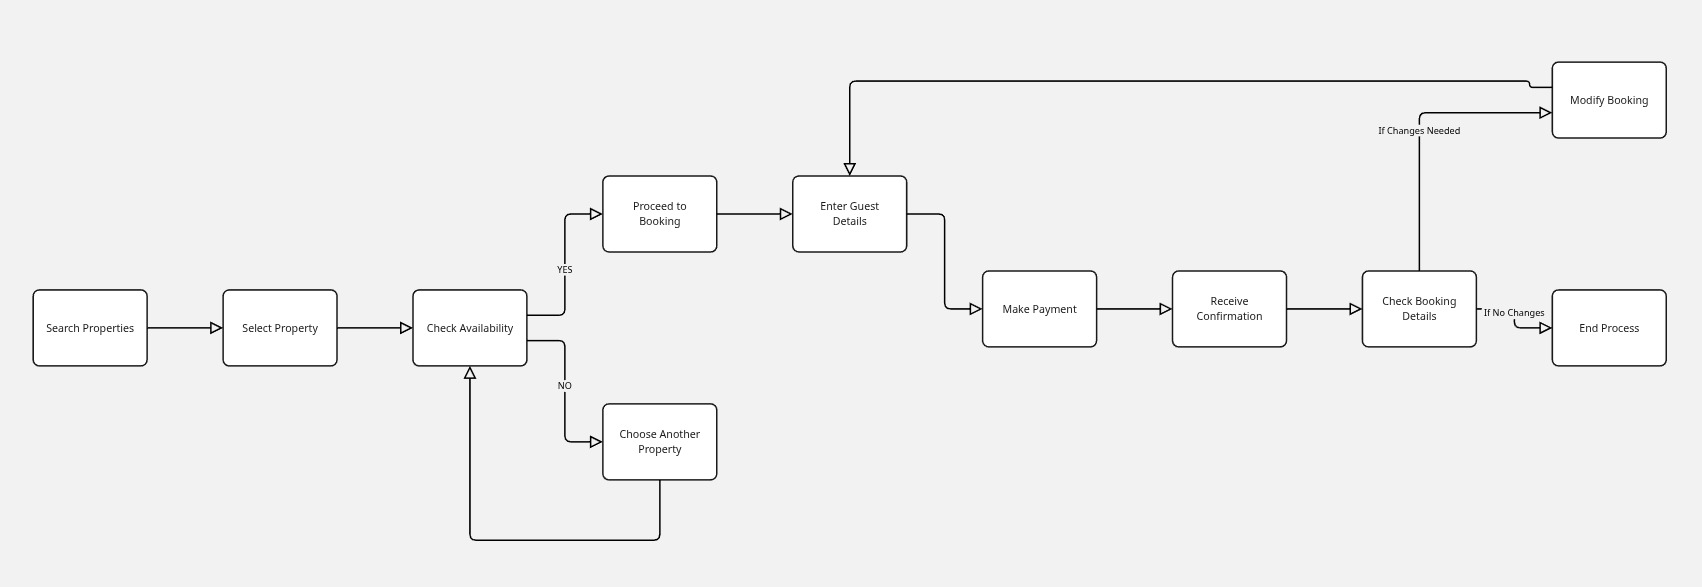 Search Properties
Select Property
Check Availability
YES
NO
Proceed to
Booking
Choose Another
Property
Enter Guest
Details
Make Payment
Receive
Confirmation
Check Booking
Details
If Changes Needed
If No Changes
Modify Booking
End Process